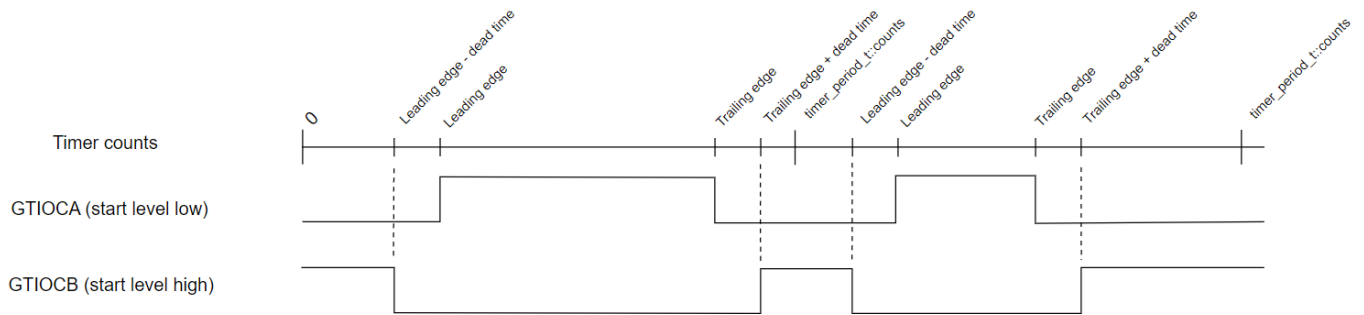 0
Leading edge - dead time
Leading edge
Trailing edge
Trailing edge + dead time
timer_period_t::counts
Leading edge - dead time
Leading edge
Trailing edge
Trailing edge + dead time
timer_period_t::counts
Timer counts
GTIOCA (start level low)
GTIOCB (start level high)